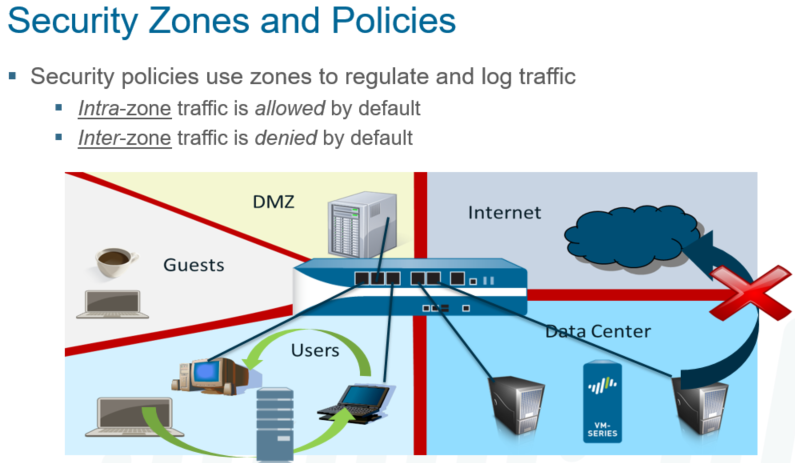 Security Zones and Policies
Security policies use zones to regulate and log traffic
Intra-zone traffic is allowed by default
Inter-zone traffic is denied by default
DMZ
Internet
Guests
Data Center
Users
VM-
SERIES